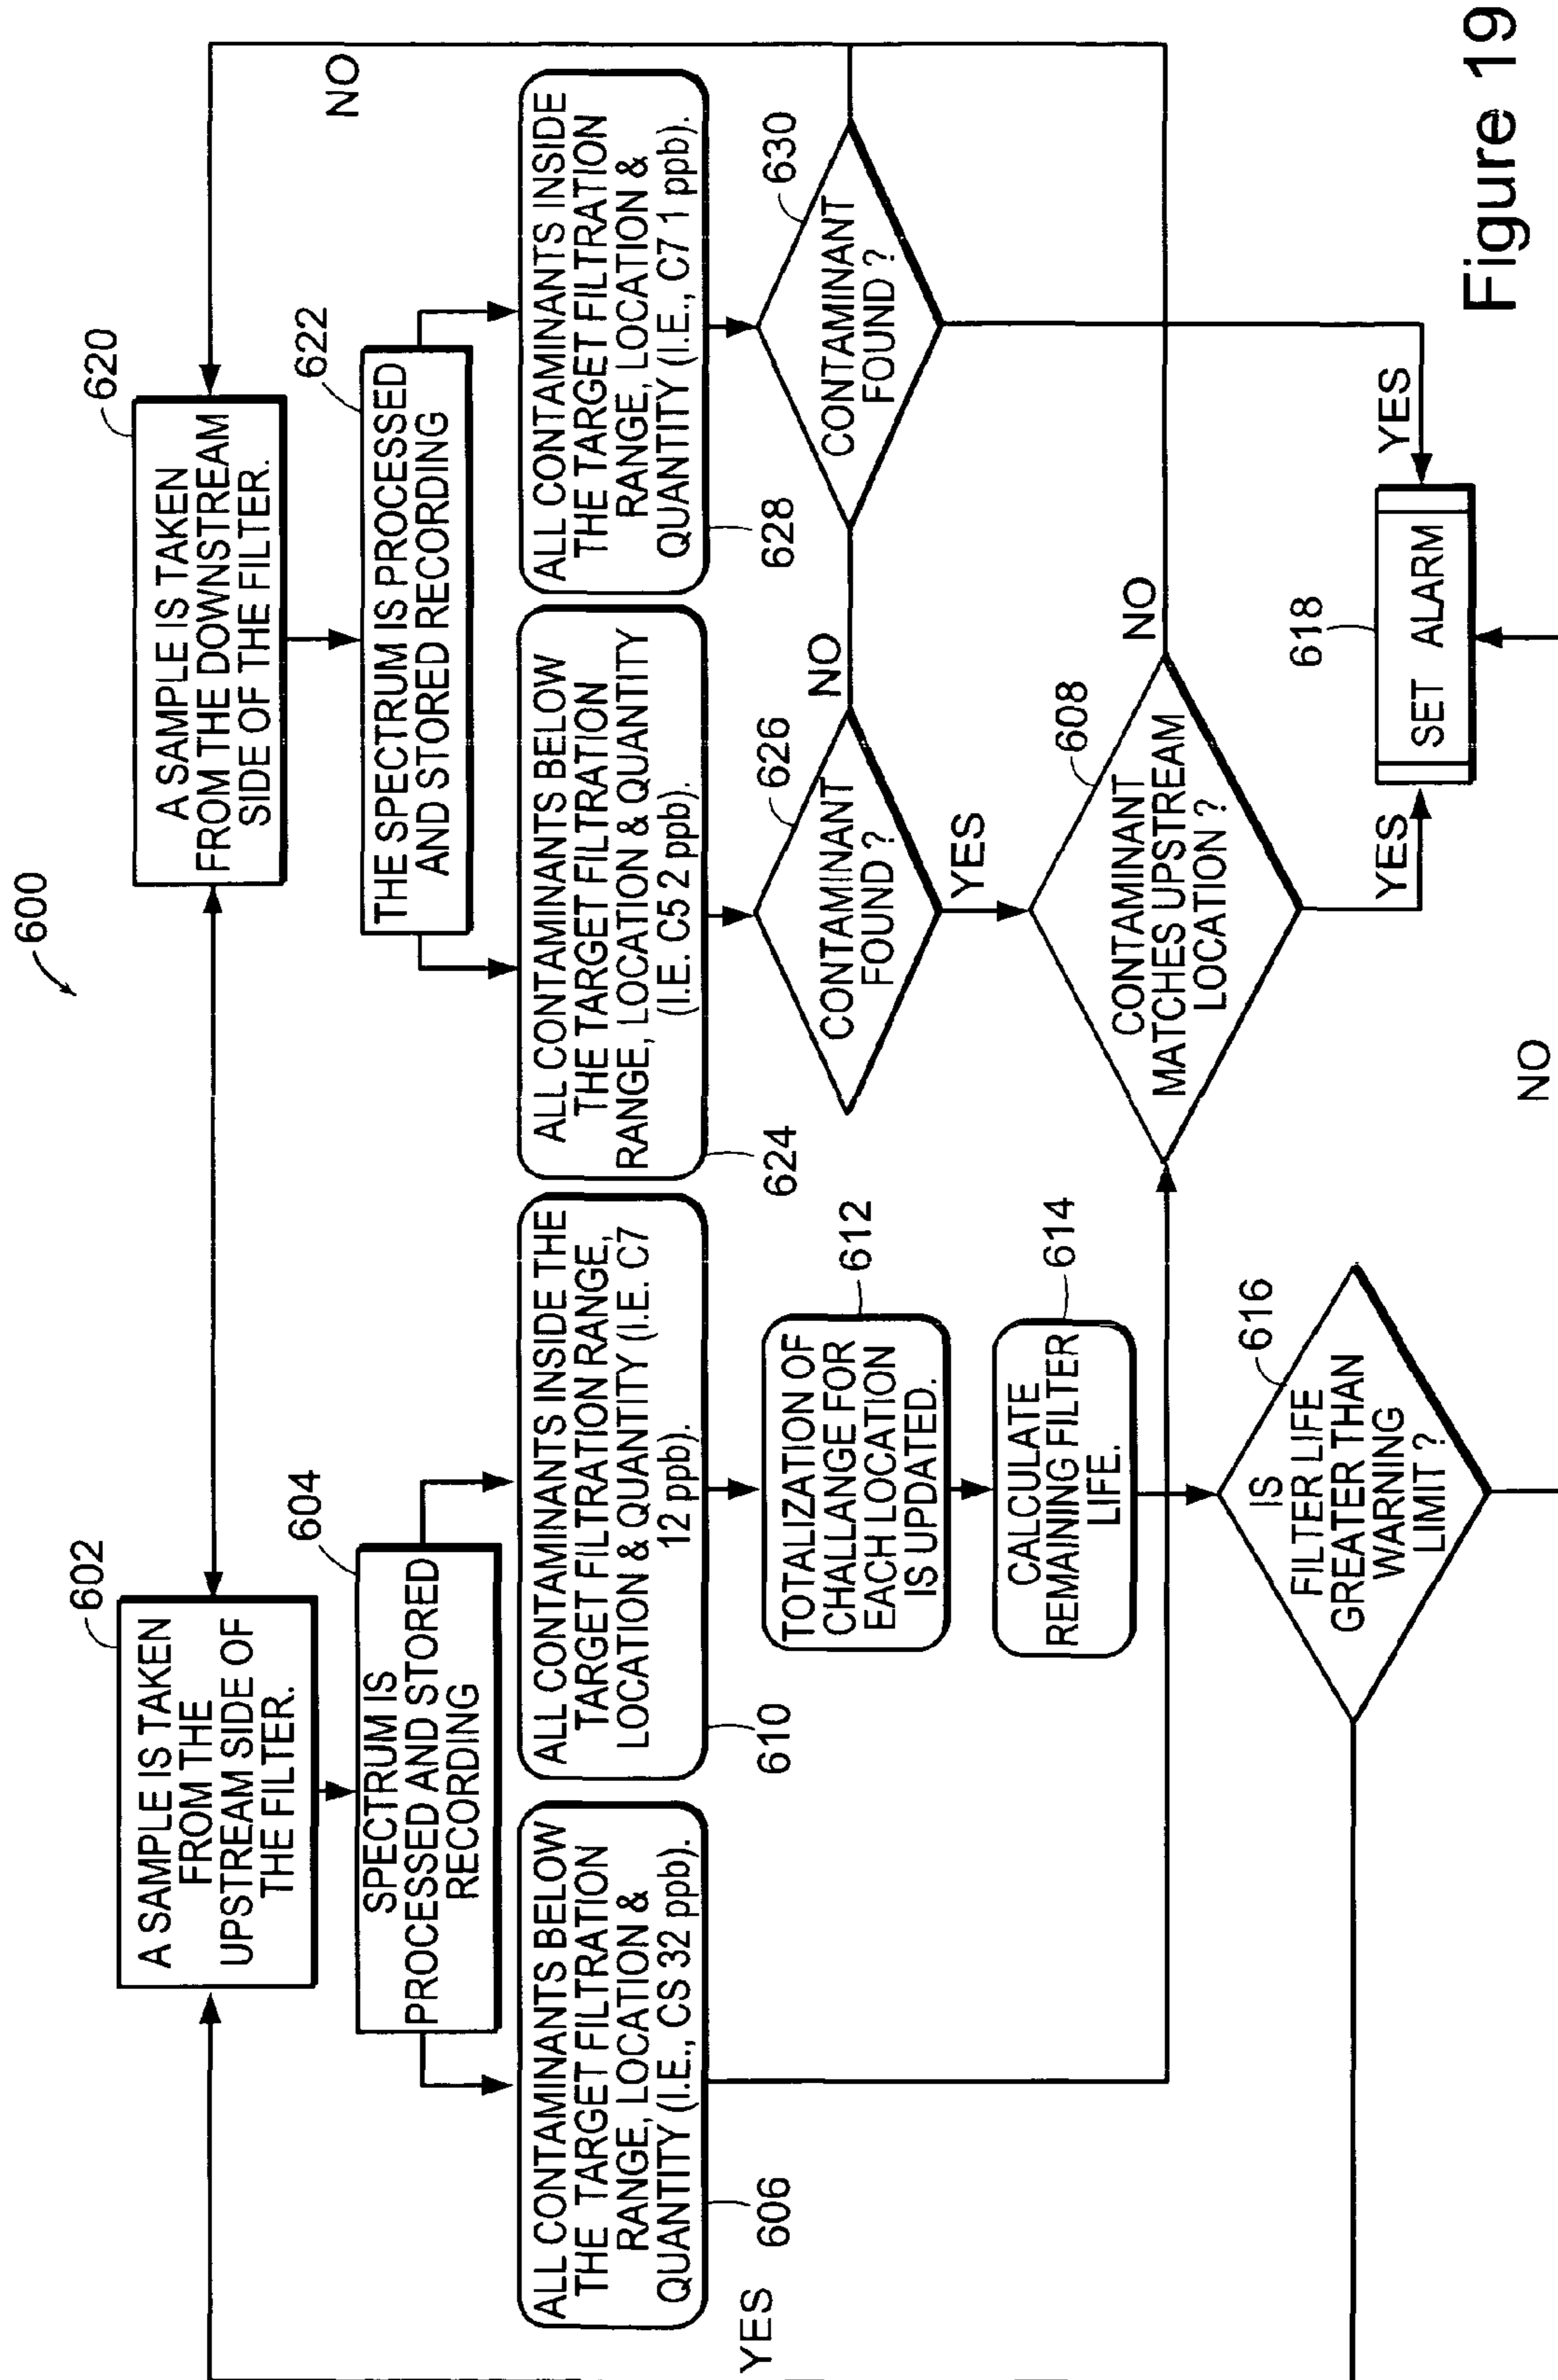 600
602
A SAMPLE IS TAKEN
FROM THE
UPSTREAM SIDE OF
THE FILTER.
604
SPECTRUM IS
PROCESSED AND STORED
RECORDING
ALL CONTAMINANTS BELOW
THE TARGET FILTRATION
RANGE, LOCATION &
QUANTITY (I.E., CS 32 ppb).
606
ALL CONTAMINANTS INSIDE THE
TARGET FILTRATION RANGE,
LOCATION & QUANTITY (I.E. C7
12 ppb).
610
TOTALIZATION OF
CHALLANGE FOR
EACH LOCATION
IS UPDATED.
612
CALCULATE
REMAINING FILTER
LIFE.
614
IS
FILTER LIFE
GREATER THAN
WARNING
LIMIT ?
616
YES
NO
620
A SAMPLE IS TAKEN
FROM THE DOWNSTREAM
SIDE OF THE FILTER.
622
THE SPECTRUM IS PROCESSED
AND STORED RECORDING
ALL CONTAMINANTS BELOW
THE TARGET FILTRATION
RANGE, LOCATION & QUANTITY
(I.E. C5 2 ppb).
624
ALL CONTAMINANTS INSIDE
THE TARGET FILTRATION
RANGE, LOCATION &
QUANTITY (I.E., C7 1 ppb).
628
NO
CONTAMINANT
FOUND ?
626
NO
YES
CONTAMINANT
FOUND ?
630
CONTAMINANT
MATCHES UPSTREAM
LOCATION ?
608
NO
YES
YES
SET ALARM
618
Figure 19